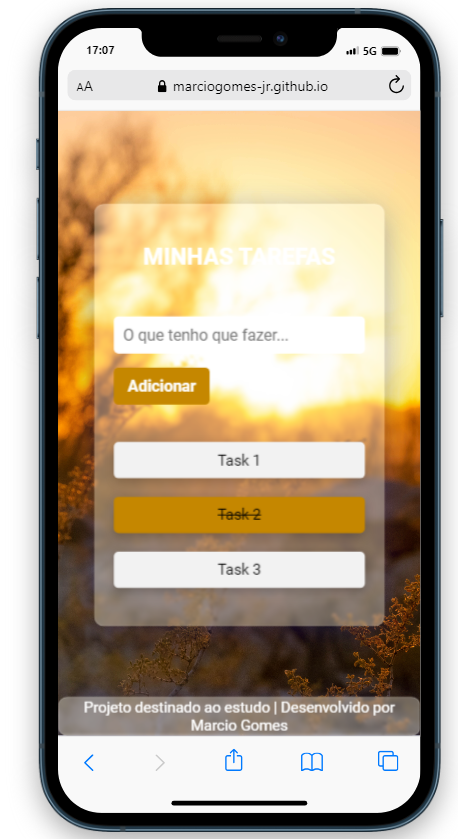 17:07
5G
AA
marciogomes-jr.github.io
MINHAS TAREFAS
O que tenho que fazer...
Adicionar
Task 1
Task 2
Task 3
Projeto destinado ao estudo | Desenvolvido por
Marcio Gomes